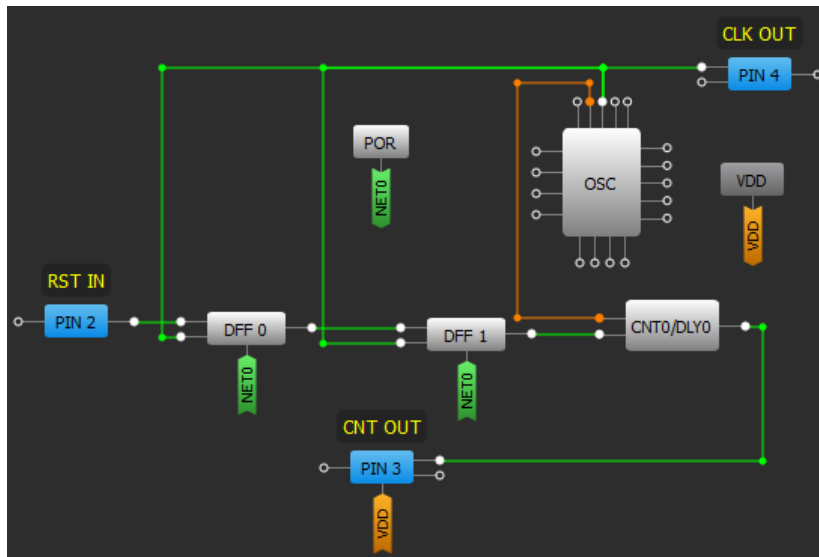 CLK OUT
PIN 4
POR
NET0
OSC
VDD
VDD
RST IN
PIN 2
DFF 0
NET0
DFF 1
NET0
CNT0/DLY0
CNT OUT
PIN 3
VDD